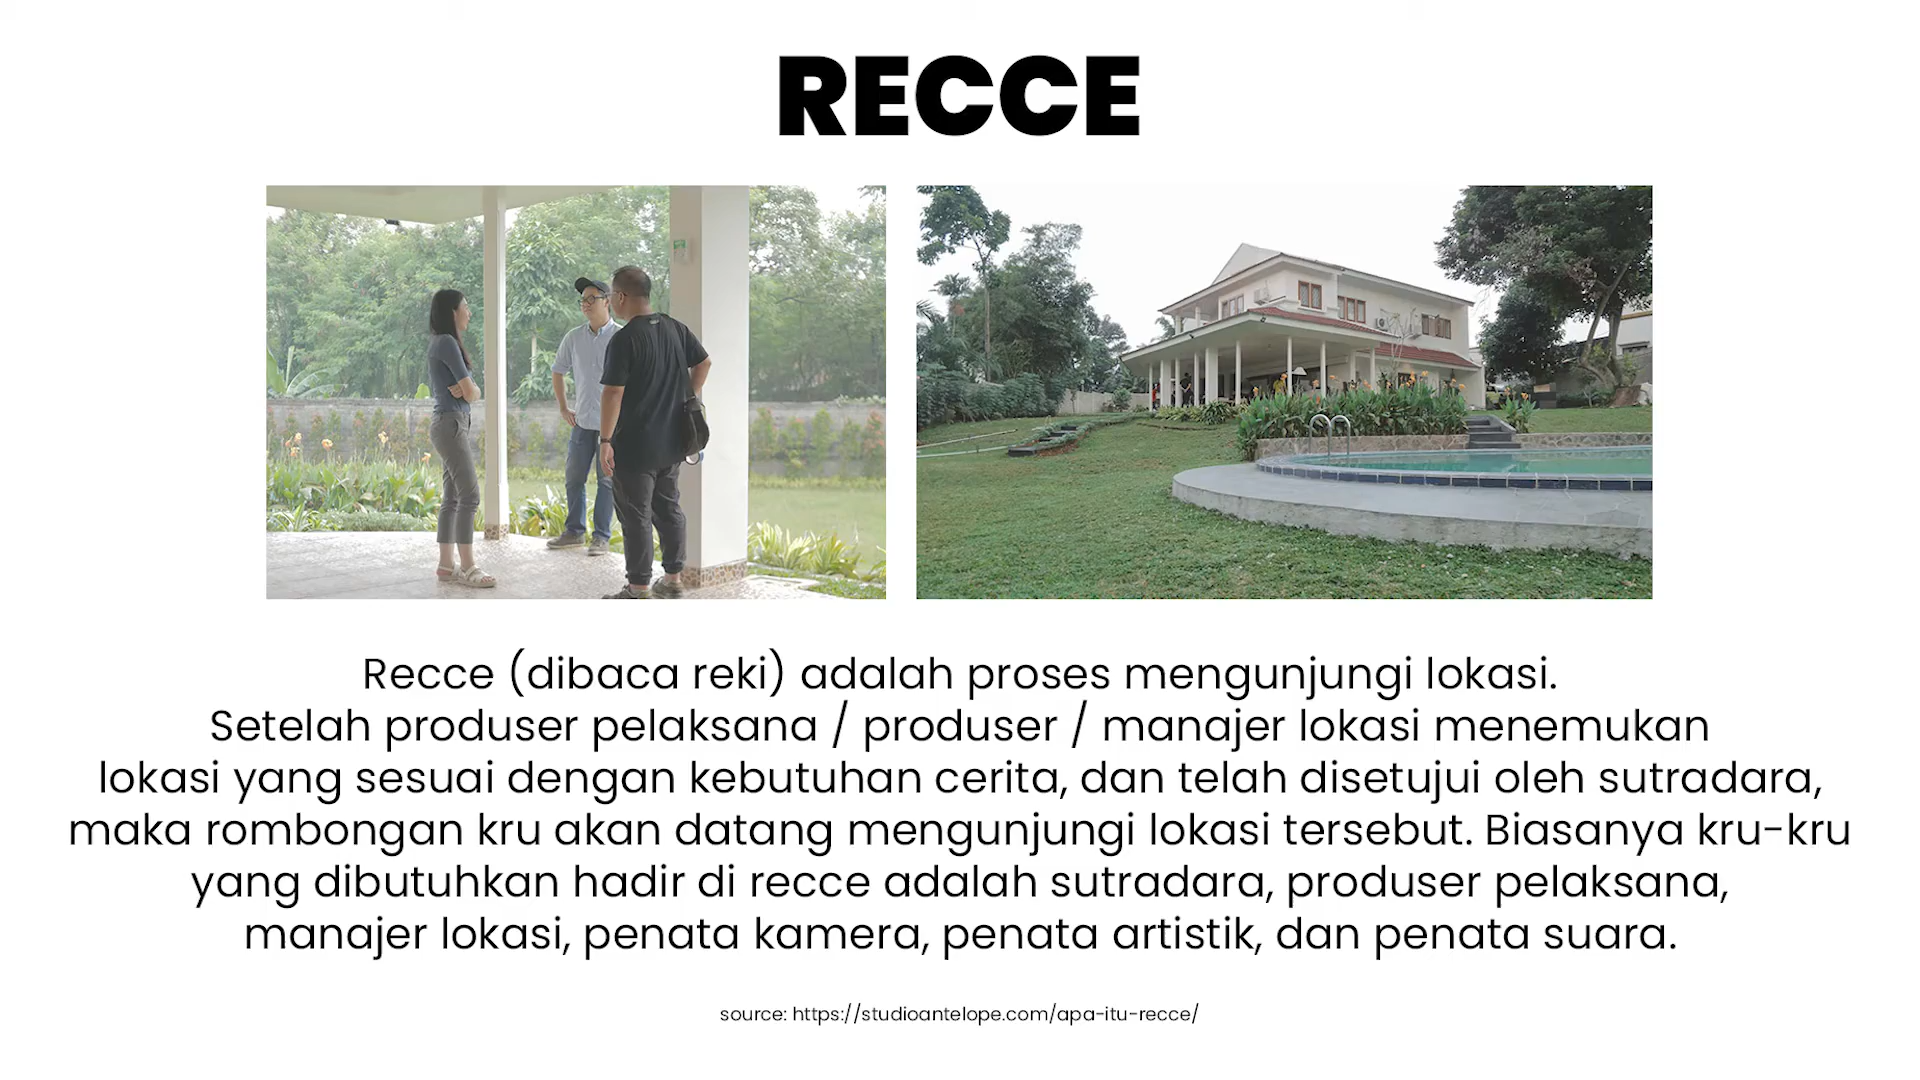 RECCE
Recce (dibaca reki) adalah proses mengunjungi lokasi.
Setelah produser pelaksana / produser / manajer lokasi menemukan
lokasi yang sesuai dengan kebutuhan cerita, dan telah disetujui oleh sutradara,
maka rombongan kru akan datang mengunjungi lokasi tersebut. Biasanya kru-kru
yang dibutuhkan hadir di recce adalah sutradara, produser pelaksana,
manajer lokasi, penata kamera, penata artistik, dan penata suara.
source: https://studioantelope.com/apa-itu-recce/